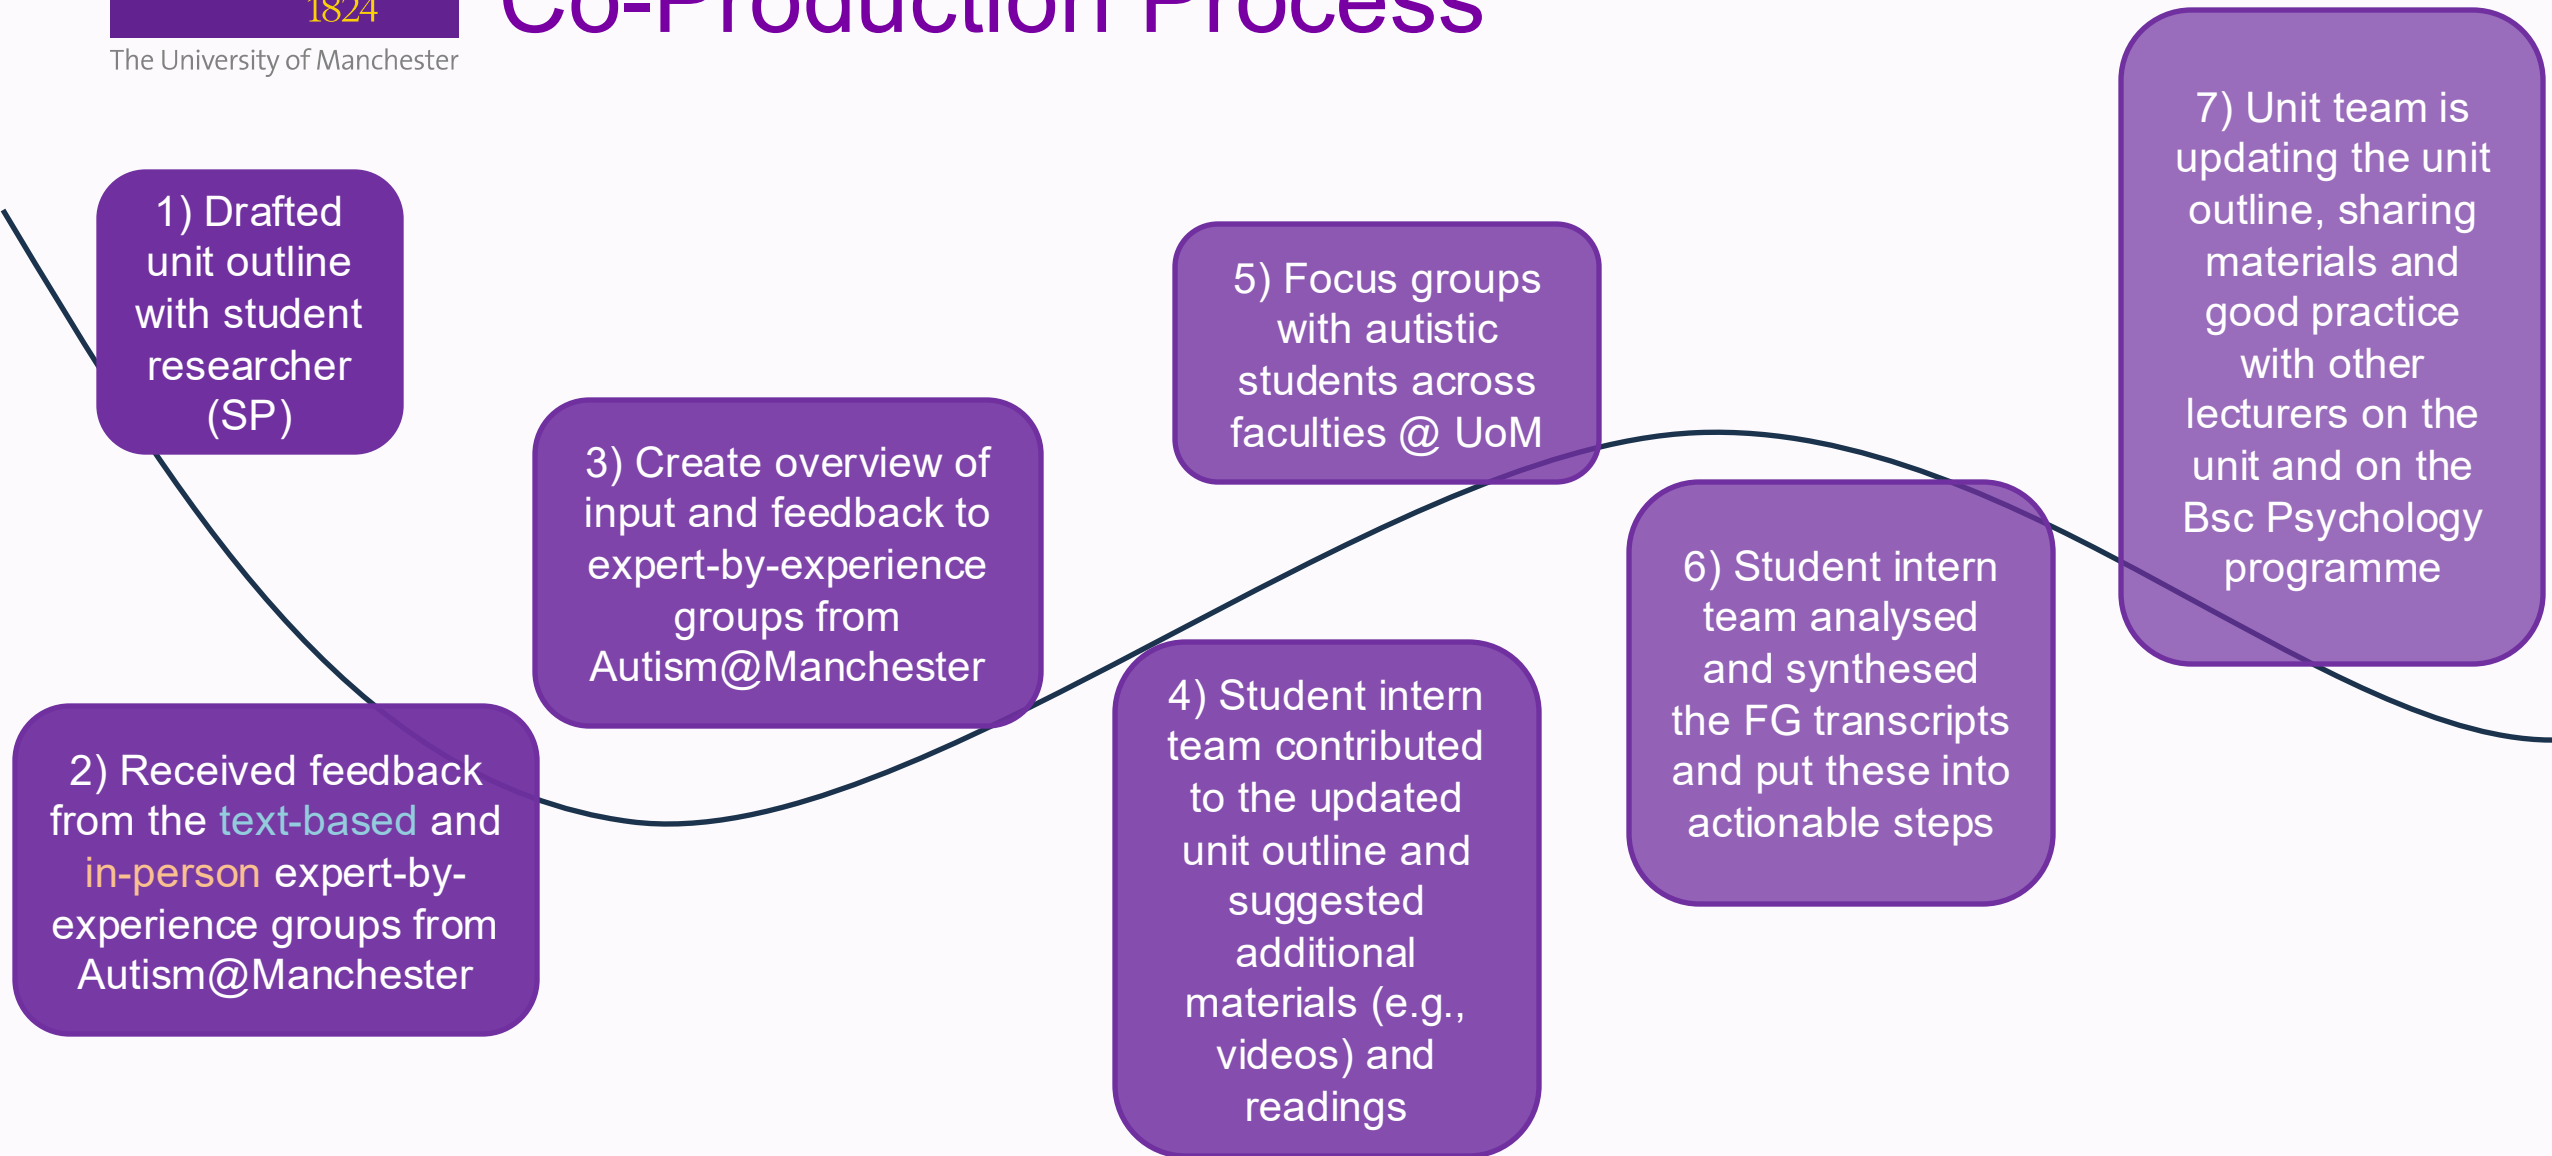 1824
The University of Manchester
Co-Production Process
1) Drafted
unit outline
with student
researcher
(SP)
2) Received feedback
from the text-based and
in-person expert-by-
experience groups from
Autism@Manchester
3) Create overview of
input and feedback to
expert-by-experience
groups from
Autism@Manchester
4) Student intern
team contributed
to the updated
unit outline and
suggested
additional
materials (e.g.,
videos) and
readings
5) Focus groups
with autistic
students across
faculties @ UoM
6) Student intern
team analysed
and synthesed
the FG transcripts
and put these into
actionable steps
7) Unit team is
updating the unit
outline, sharing
materials and
good practice
with other
lecturers on the
unit and on the
Bsc Psychology
programme